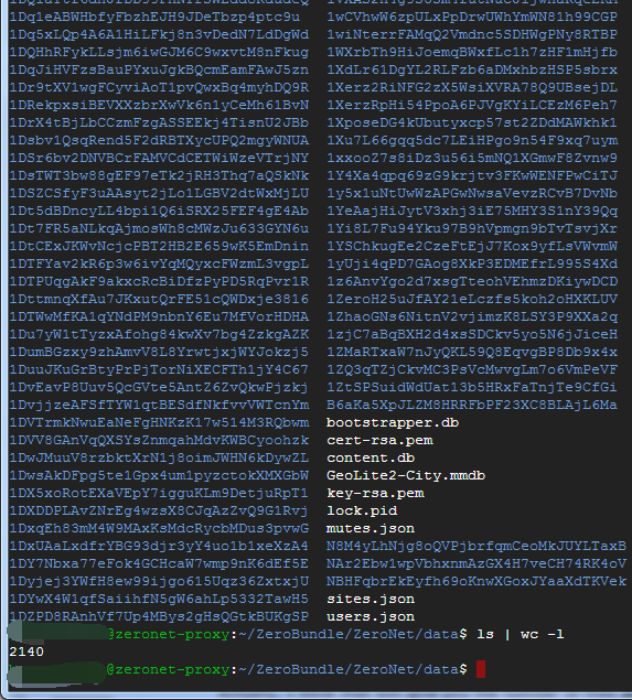 1DqleABWHbfyFbzhEJH9JDeTbzp4ptc9u 1wCVhwW6zpULxPpDrwUWhYmWN81h99CGP
1Dq5xLQp4A6A1HiLFkj8n3vDedN7LdDgWd 1wiNterrFAMqQ2Vmdnc5SDHWgPNy8RTBP
1DQHhRFykLLsjm6iwGJM6C9wxvtM8nFkug 1WXrbTh9HiJoemqBWxfLc1h7zHF1mHjfb
1DqJiHVFzsBauPYxuJgkBQcmEamFAwJ5zn 1XdLr61DgYL2RLFzb6aDMxhbzHSP5sbrx
1Dr9tXV1wgFCyviAoT1pvQwxBq4myhDQ9R 1Xerz2RiNFG2zX5WsiXVRA78Q9UBsejDL
1DRekpxsiBEVXXzbrXwVk6nlyCeMh61BvN 1XerzRpHi54PpoA6PJVgKYiLCEzM6Peh7
1DrX4tBjLbCCzmFzgASSEEkj4TisnU2JBb 1XposeDG4kUbutyxcp57st2ZDdMAWkhk1
1Dsbv1QsqRend5F2dRBTXycUPQ2mgyWNUA 1Xu7L66gqq5dc7LEiHPgo9n54F9xq7uym
1DSr6bv2DNVBCrFAMVCdCETWiWzeVTrjNY 1xxooZ7s8iDz3u56i5mNQ1XGmwF8Zvnw9
1DsTWT3bw88gEF97eTk2jRH3Thq7aQSkNk 1Y4Xa4qpq69zG9krjtv3FKwWENFPwCiTJ
1DSZCSfyF3uAAsyt2jLo1LGBV2dtWxMjLU 1y5x1uNtUwWzAPGwNwsaVevzRCvB7DvNb
1Dt5dBDncyLL4bpi1Q6iSRX25FEF4gE4Ab 1YeAajHiJytV3xhj3iE75MHY3S1nY39Qq
1Dt7FR5aNLkqAjmosWh8cMWzJu633GYN6u 1Yi8L7Fu94Yku97B9hVpmgn9bTvTsvjXr
1DtCExJKWvNcjcPBT2HB2E659wK5EmDnin 1YSChkugEe2CzeFtEjJ7Kox9yfLsVWvmW
1DTFYav2kR6p3w6ivYqMQyxcFWzmL3vgpL 1yUji4qPD7GAog8XkP3EDMEfrL995S4Xd
1DTPUqgAkF9akxcRcBiDfzPyPD5RqPvr1R 1z6AnvYgo2d7xsgTteohVEhmzDKiywDCD
1DttmnqXfAu7JKxutQrFE51cQWDxje3816 1ZeroH25uJfAY21eLczfs5koh2oHXKLUV
1DTWwMfKA1qYNdPM9nbnY6Eu7MfVorHDHA 1ZhaoGNs6NitnV2vjimzK8LSY3P9XXa2q
1Du7yW1tTyzxAfohg84kwXv7bg4ZzkgAZK 1zjC7aBqBXH2d4xsSDCkv5yo5N6jJiceH
1DumBGzxy9zhAmvV8L8YrwtjxjWYJokzj5 1ZMaRTxaW7nJyQKL59Q8EqvgBP8Db9x4x
1DuuJKuGrBtyPrPjTorNiXECFTh1jY4C67 1ZQ3qTZjCkvMC3PsVcMwvgLm7o6VmPeVF
1DvEavP8Uuv5QcGVte5AntZ6ZvQkwPjzkj 1ZtSPSuidWdUat13b5HRxFaTnjTe9CfGi
1DvjjzeAFSfTYW1qtBESdfNkfvvVWTcnYm B6aKa5XpJLZM8HRRFbPF23XC8BLAjL6Ma
1DVTrmkNwuEaNeFgHNKzK17w514M3RQbwm bootstrapper.db
1DVV8GAnVqQXSYsZnmqahMdvKWBCyoohzk cert-rsa.pem
1DwJMuuV8rzbktXrN1j8oimJWHN6kDywZL content.db
1DwsAkDFpg5te1Gpx4um1pyzctokXMXGbW GeoLite2-City.mmdb
1DX5xoRotEXaVEpY7igguKLm9DetjuRpT1 key-rsa.pem
1DXDDPLAvZNrEg4wzsX8CJqAzZvQ9G1Rvj lock.pid
1DxqEh83mM4W9MAxKsMdcRycbMDus3pvwG mutes.json
1DxUAaLxdfrYBG93djr3yY4uo1b1xeXzA4 N8M4yLhNjg8oQVPjbrfqmCeoMkJUYLTaxB
1DY7Nbxa77eFok4GCHcaW7wmp9nK6dEf5E NAr2Ebw1wpVbhxnmAzGX4H7veCH74RK4oV
1Dyjej3YWfH8ew99ijgo615Uqz36ZxtxjU NBHFqbrEkEyfh69oKnwXGoxJYaaXdTKVek
1DYwX4W1qfSaiihfN5gW6ahLp5332TawH5 sites.json
1DZPD8RAnhVf7Up4MBys2gHsQGtkBUKgSP users.json
@zeronet-proxy:~/ZeroBundle/ZeroNet/data$ ls | wc -l
2140
@zeronet-proxy:~/ZeroBundle/ZeroNet/data$